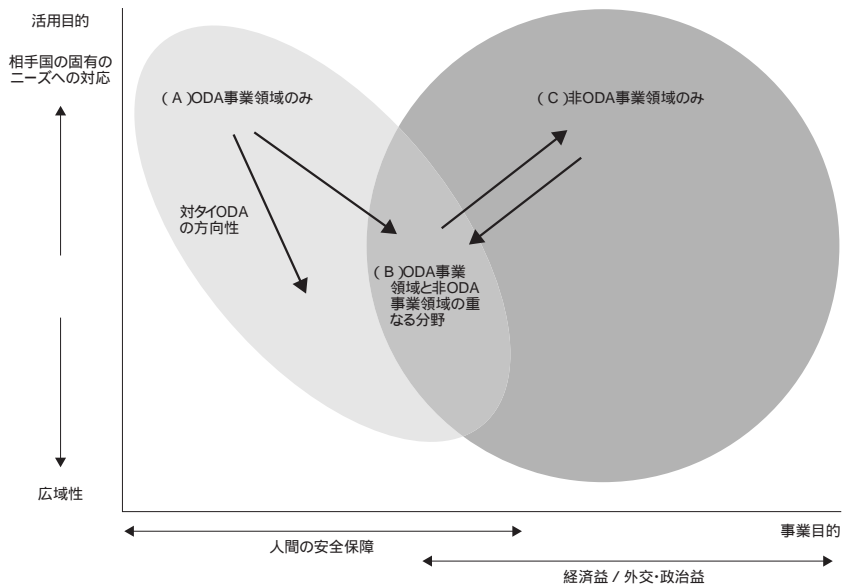 活用目的
相手国の固有の
ニーズへの対応
( A )ODA事業領域のみ
( C )非ODA事業領域のみ
対タイODA
の方向性
( B )ODA事業
領域と非ODA
事業領域の重
なる分野
広域性
事業目的
人間の安全保障
経済益 / 外交・政治益